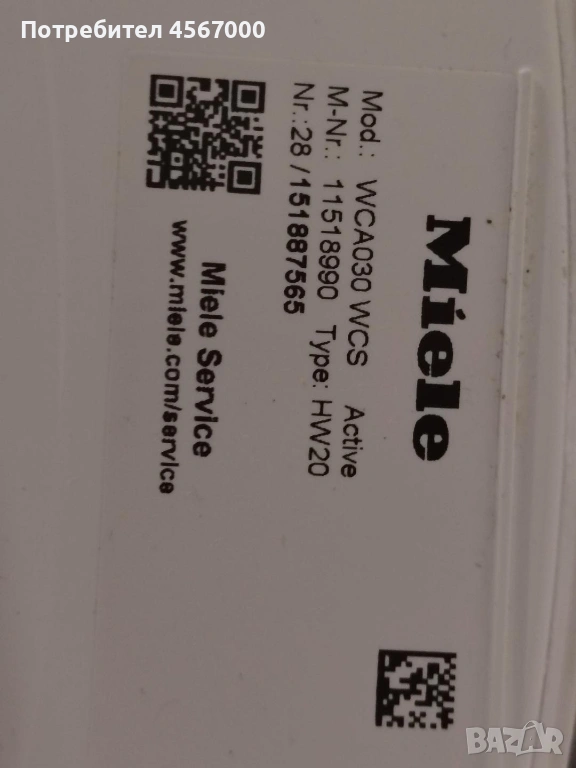 Потребител 4567000
Miele
Mod.: WCA030 WCS Active
M-Nr.: 11518990 Type: HW20
Nr.:28 /151887565
Miele Service
www.miele.com/service
BAZAR